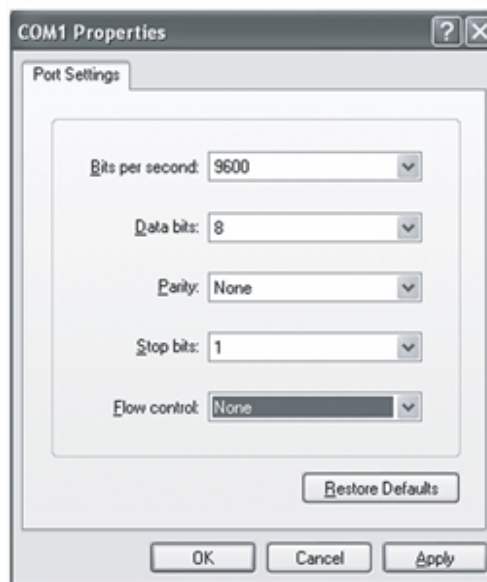 COM1 Properties
Port Settings
Bits per second: 9600
Data bits: 8
Parity: None
Stop bits: 1
Flow control: None
Restore Defaults
OK Cancel Apply